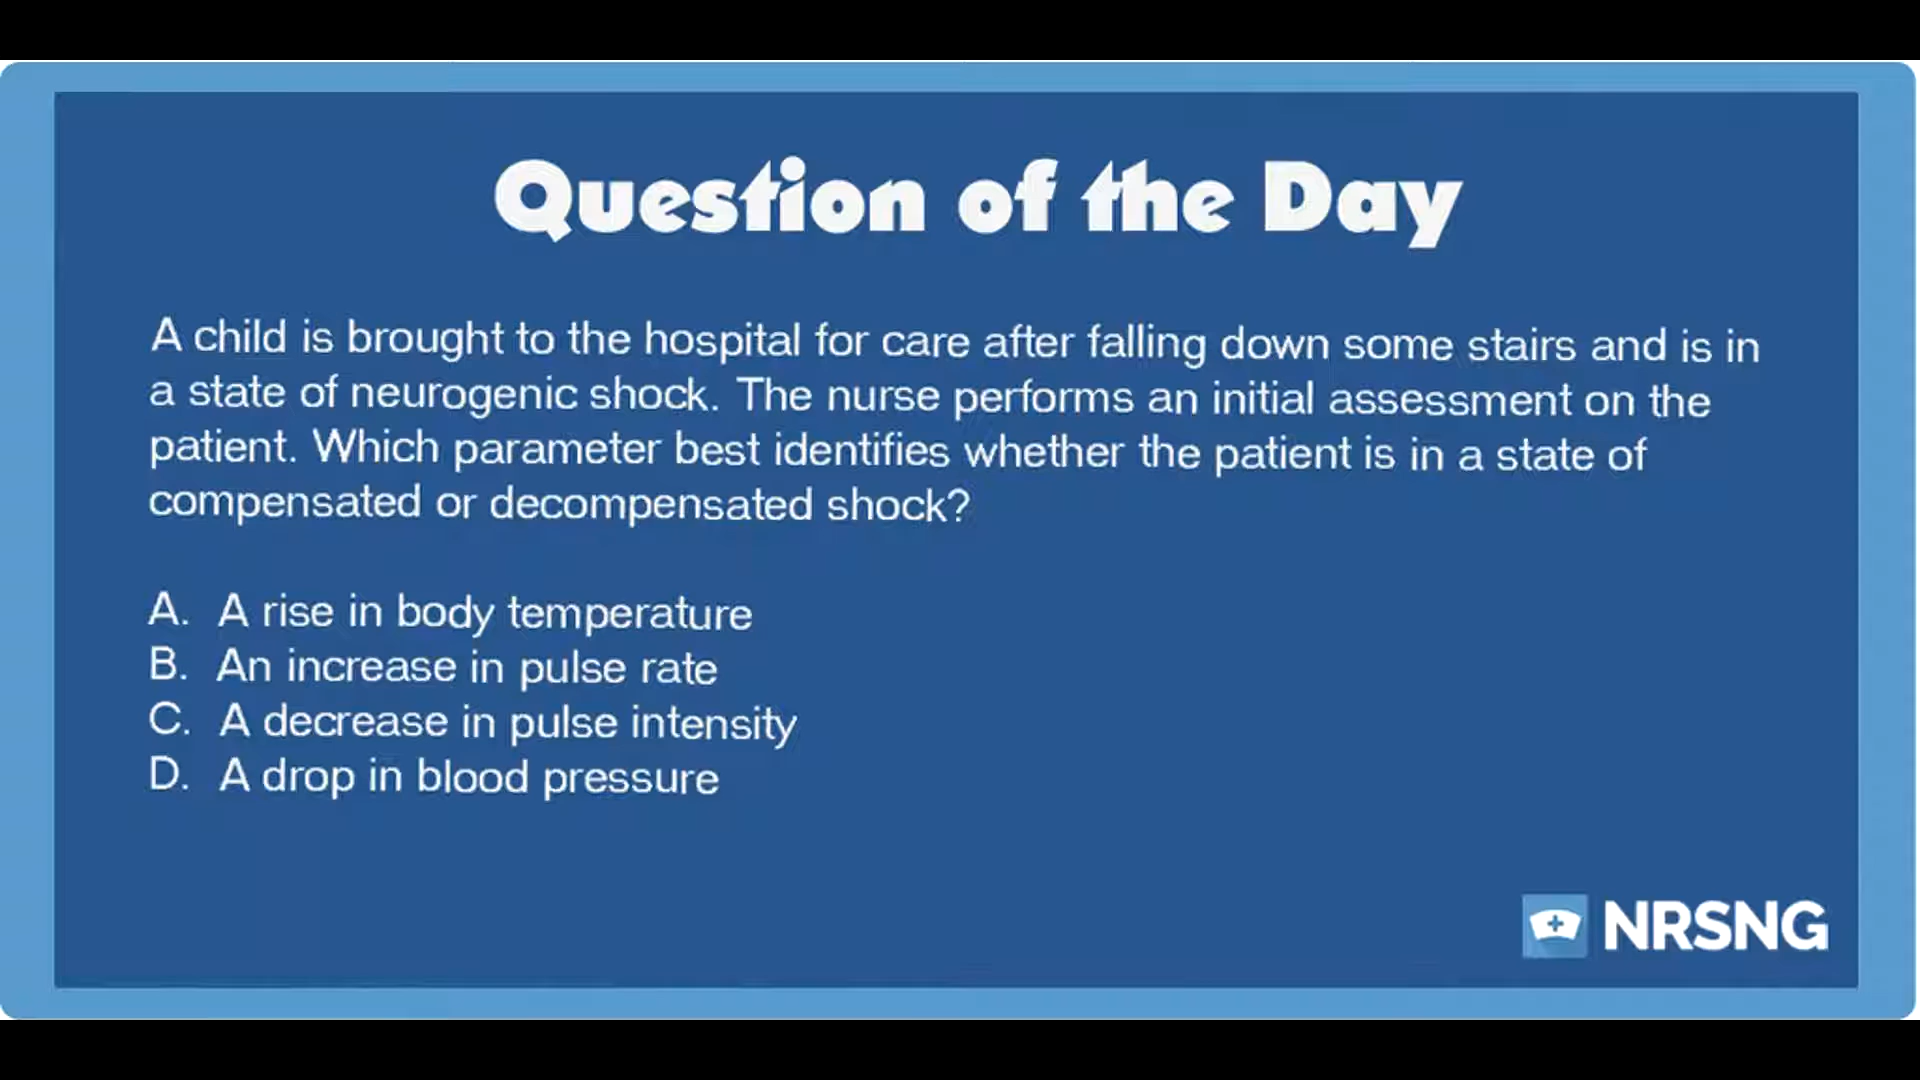 Question of the Day
A child is brought to the hospital for care after falling down some stairs and is in
a state of neurogenic shock. The nurse performs an initial assessment on the
patient. Which parameter best identifies whether the patient is in a state of
compensated or decompensated shock?
A. A rise in body temperature
B. An increase in pulse rate
C. A decrease in pulse intensity
D. A drop in blood pressure
NRSNG